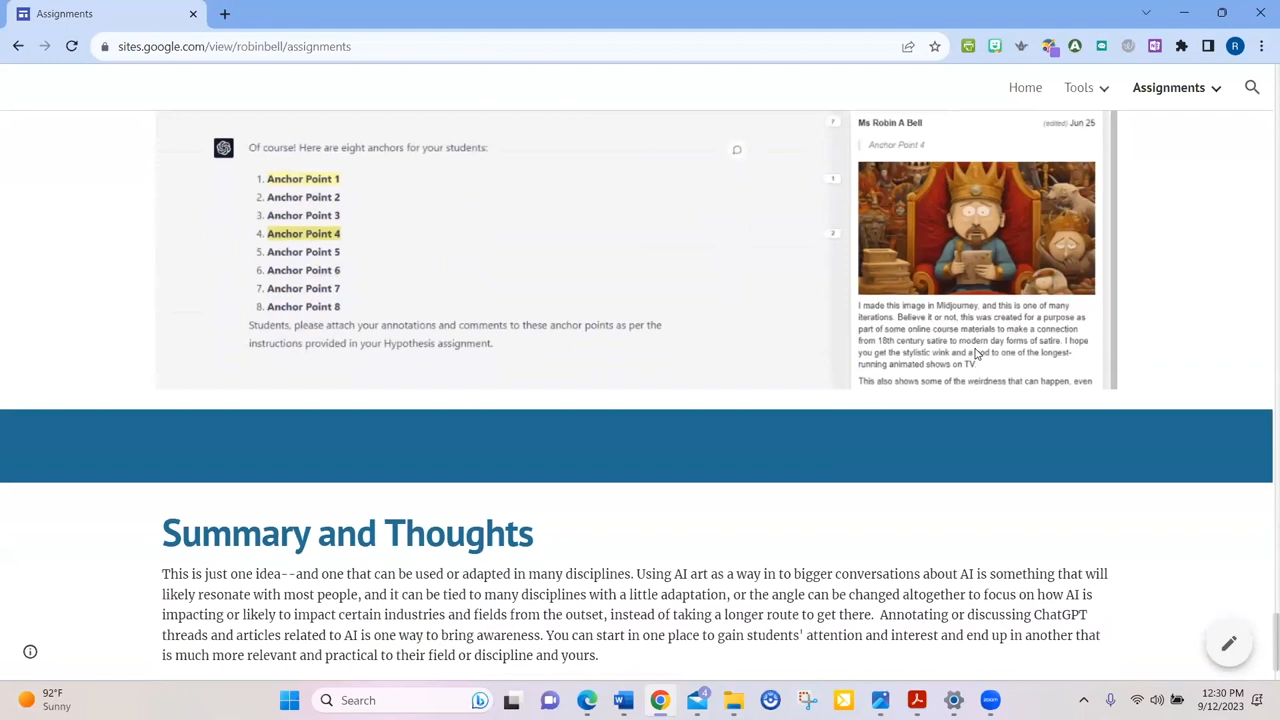 Assignments
sites.google.com/view/robinbell/assignments
R
Home
Tools
Assignments
Of course! Here are eight anchors for your students:
1. Anchor Point 1
2. Anchor Point 2
3. Anchor Point 3
4. Anchor Point 4
5. Anchor Point 5
6. Anchor Point 6
7. Anchor Point 7
8. Anchor Point 8
Students, please attach your annotations and comments to these anchor points as per the
instructions provided in your Hypothesis assignment.
1
2
Ms Robin A Bell
(edited) Jun 25
Anchor Point 4
I made this image in Midjourney, and this is one of many
iterations. Believe it or not, this was created for a purpose as
part of some online course materials to make a connection
from 18th century satire to modern day forms of satire. I hope
you get the stylistic wink and a nod to one of the longest-
running animated shows on TV.
This also shows some of the weirdness that can happen, even
Summary and Thoughts
This is just one idea--and one that can be used or adapted in many disciplines. Using AI art as a way in to bigger conversations about AI is something that will
likely resonate with most people, and it can be tied to many disciplines with a little adaptation, or the angle can be changed altogether to focus on how AI is
impacting or likely to impact certain industries and fields from the outset, instead of taking a longer route to get there. Annotating or discussing ChatGPT
threads and articles related to AI is one way to bring awareness. You can start in one place to gain students' attention and interest and end up in another that
is much more relevant and practical to their field or discipline and yours.
92°F
Sunny
Search
4
zoom
12:30 PM
9/12/2023